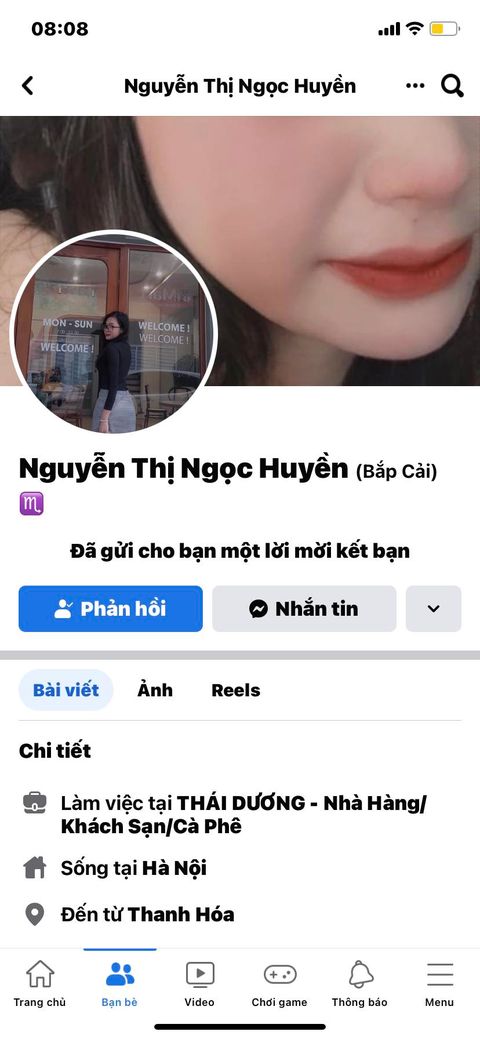 08:08
Nguyễn Thị Ngọc Huyền
MON - SUN
WELCOME !
WELCOME !
WELCOME !
Nguyễn Thị Ngọc Huyền (Bắp Cải)
♏
Đã gửi cho bạn một lời mời kết bạn
Phản hồi
Nhắn tin
Bài viết
Ảnh
Reels
Chi tiết
Làm việc tại THÁI DƯƠNG - Nhà Hàng/
Khách Sạn/Cà Phê
Sống tại Hà Nội
Đến từ Thanh Hóa
Trang chủ
Bạn bè
Video
Chơi game
Thông báo
Menu